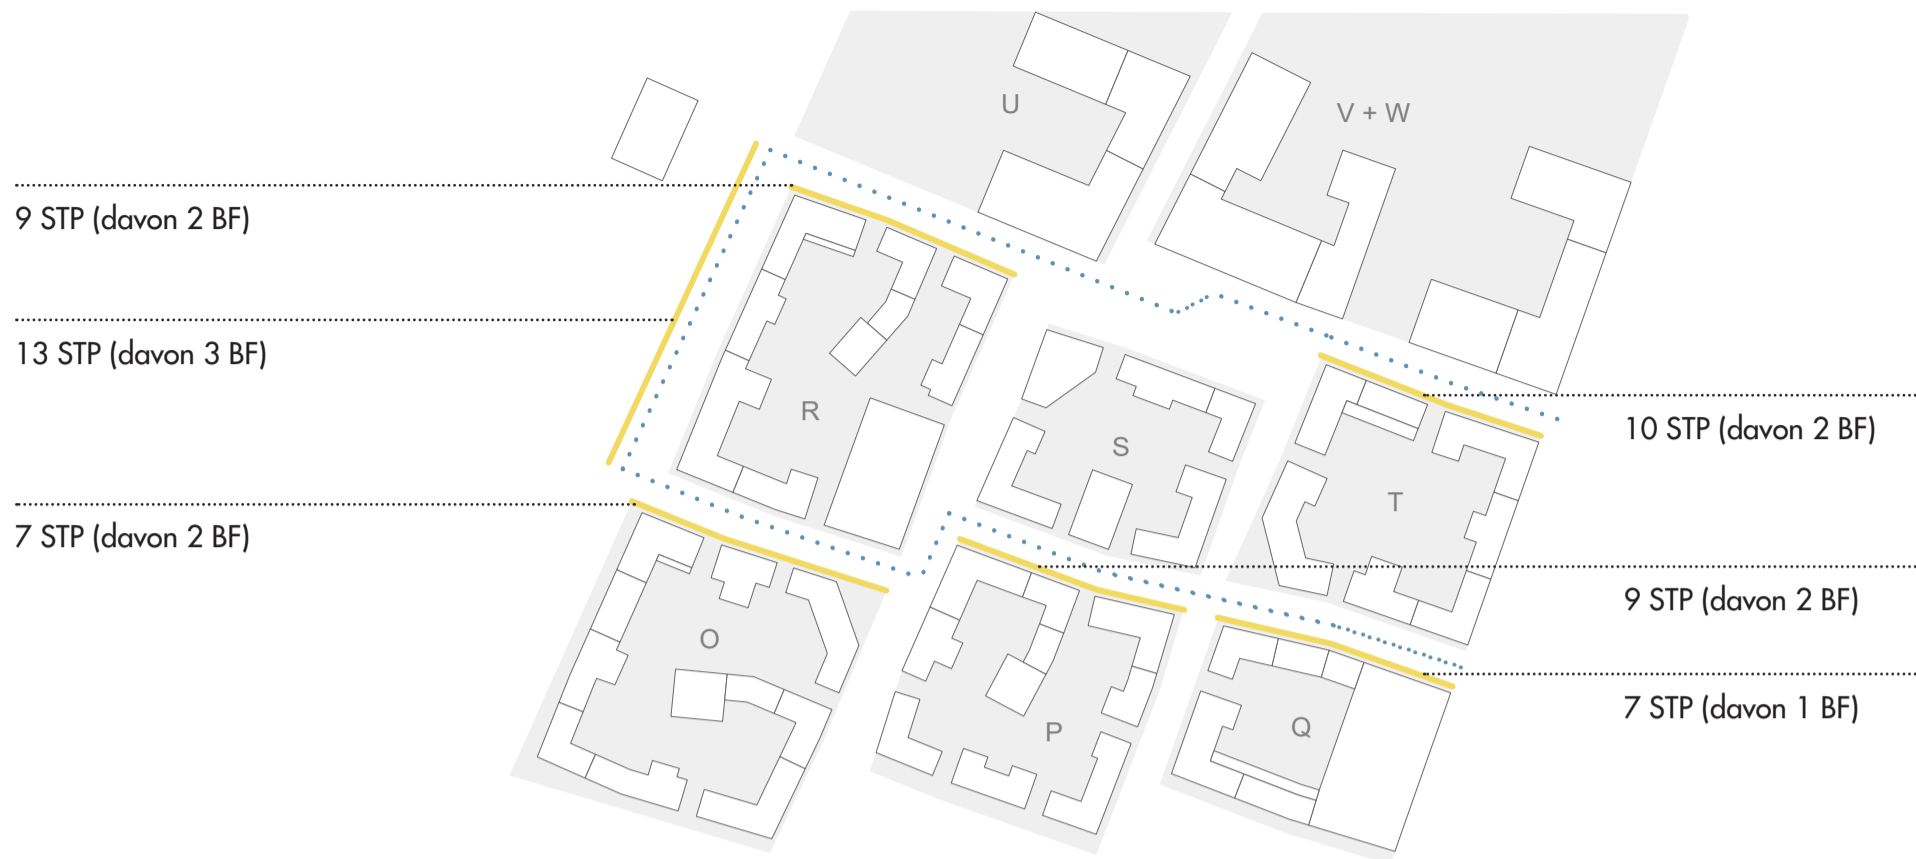 U
V + W
9 STP (davon 2 BF)
13 STP (davon 3 BF)
R
10 STP (davon 2 BF)
S
T
7 STP (davon 2 BF)
9 STP (davon 2 BF)
O
7 STP (davon 1 BF)
P
Q